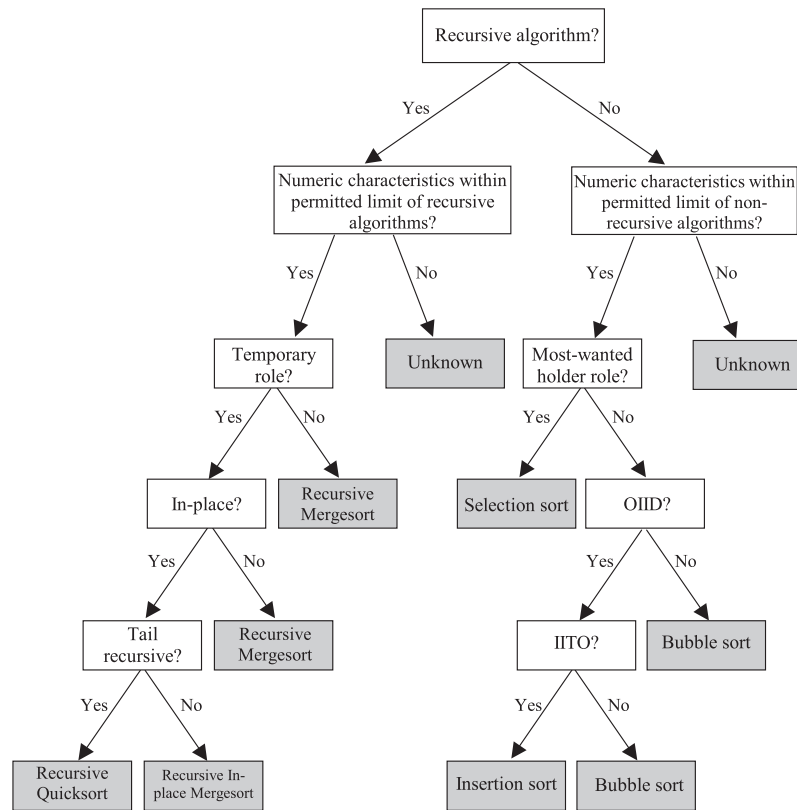 Recursive algorithm?
Yes
No
Numeric characteristics within
permitted limit of recursive
algorithms?
Numeric characteristics within
permitted limit of non-
recursive algorithms?
Yes
No
Yes
No
Temporary
role?
Unknown
Most-wanted
holder role?
Unknown
Yes
No
Yes
No
In-place?
Recursive
Mergesort
Selection sort
OIID?
Yes
No
Yes
No
Tail
recursive?
Recursive
Mergesort
IITO?
Bubble sort
Yes
No
Yes
No
Recursive
Quicksort
Recursive In-
place Mergesort
Insertion sort
Bubble sort